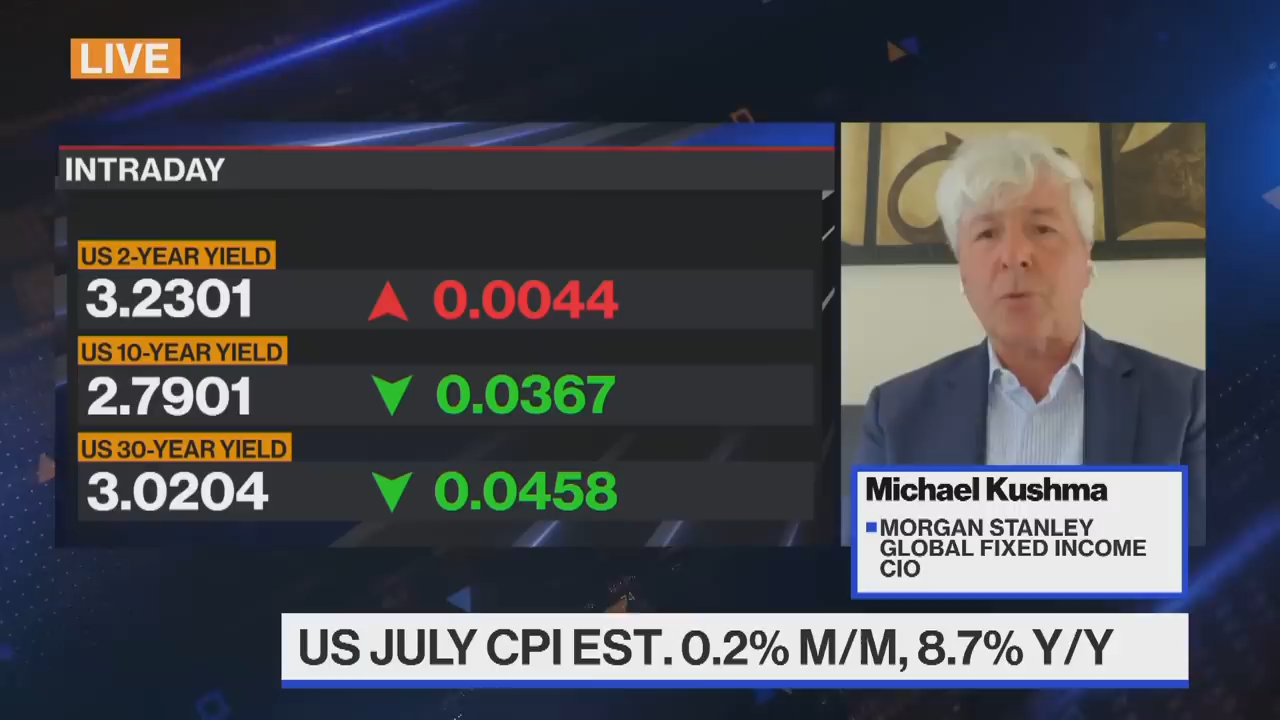 LIVE
INTRADAY
US 2-YEAR YIELD
3.2301 ▲ 0.0044
US 10-YEAR YIELD
2.7901 ▼ 0.0367
US 30-YEAR YIELD
3.0204 ▼ 0.0458
Michael Kushma
MORGAN STANLEY
GLOBAL FIXED INCOME
CIO
US JULY CPI EST. 0.2% M/M, 8.7% Y/Y